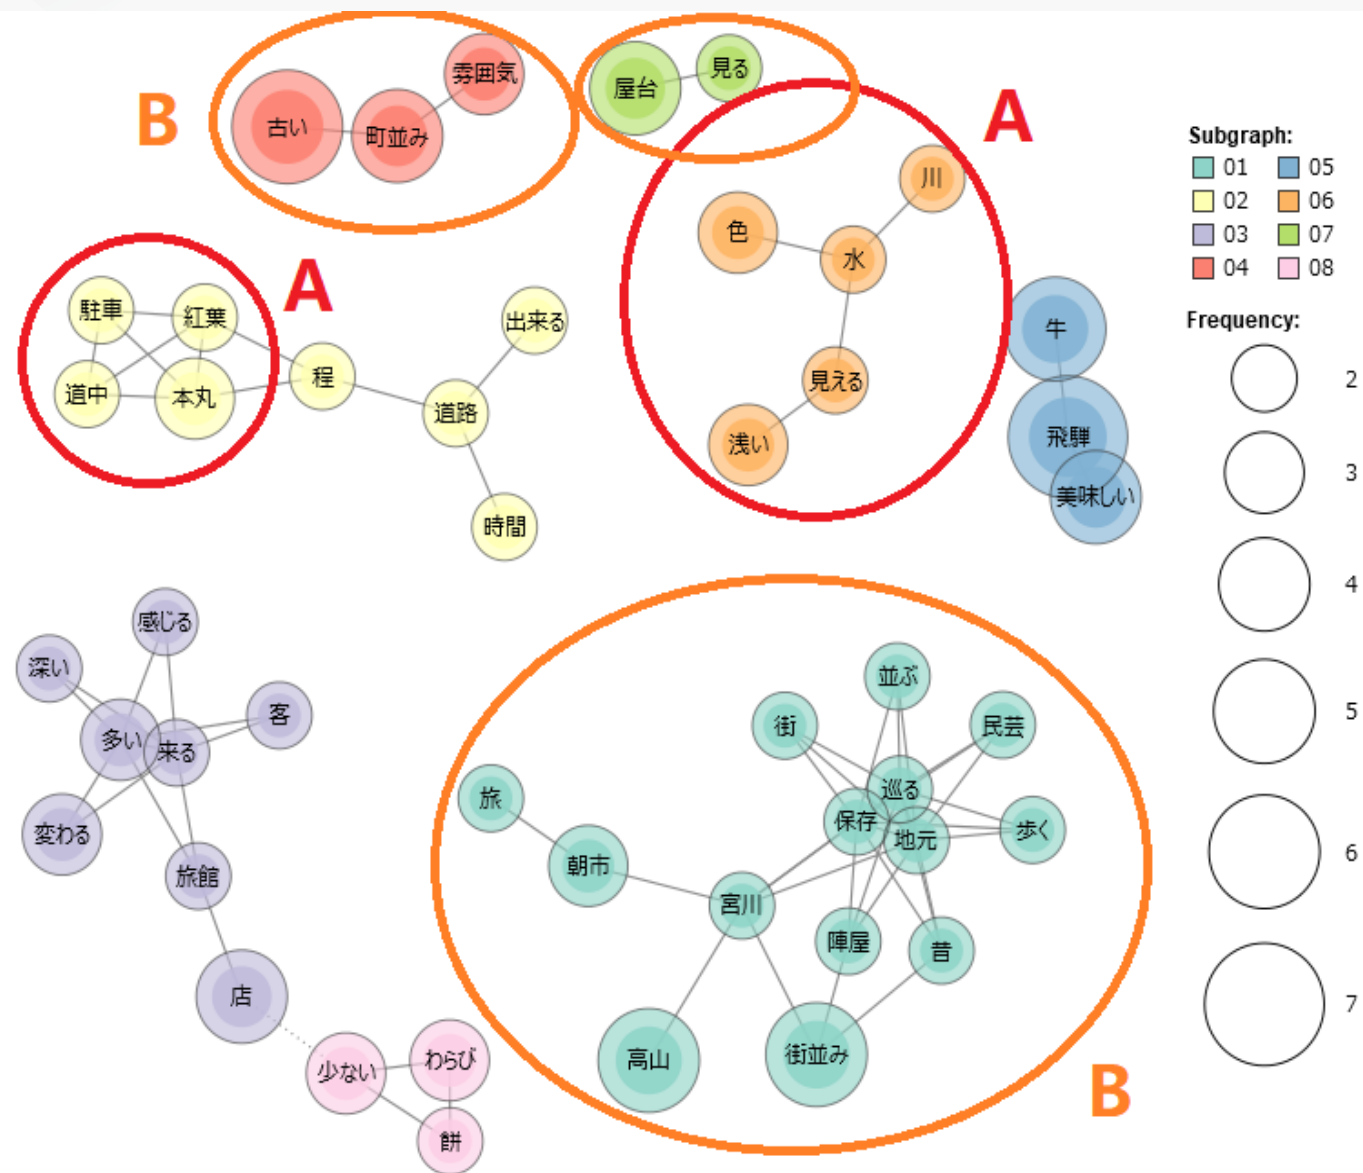 雰囲気
古い
町並み
B
屋台
見る
A
川
色
水
見える
浅い
Subgraph:
01
05
02
06
03
07
04
08
Frequency:
2
3
4
5
6
7
A
駐車
紅葉
道中
本丸
程
道路
出来る
時間
牛
飛騨
美味しい
感じる
深い
多い
来る
客
変わる
旅館
店
少ない
わらび
餅
並ぶ
街
民芸
旅
巡る
保存
地元
歩く
朝市
宮川
陣屋
昔
高山
街並み
B